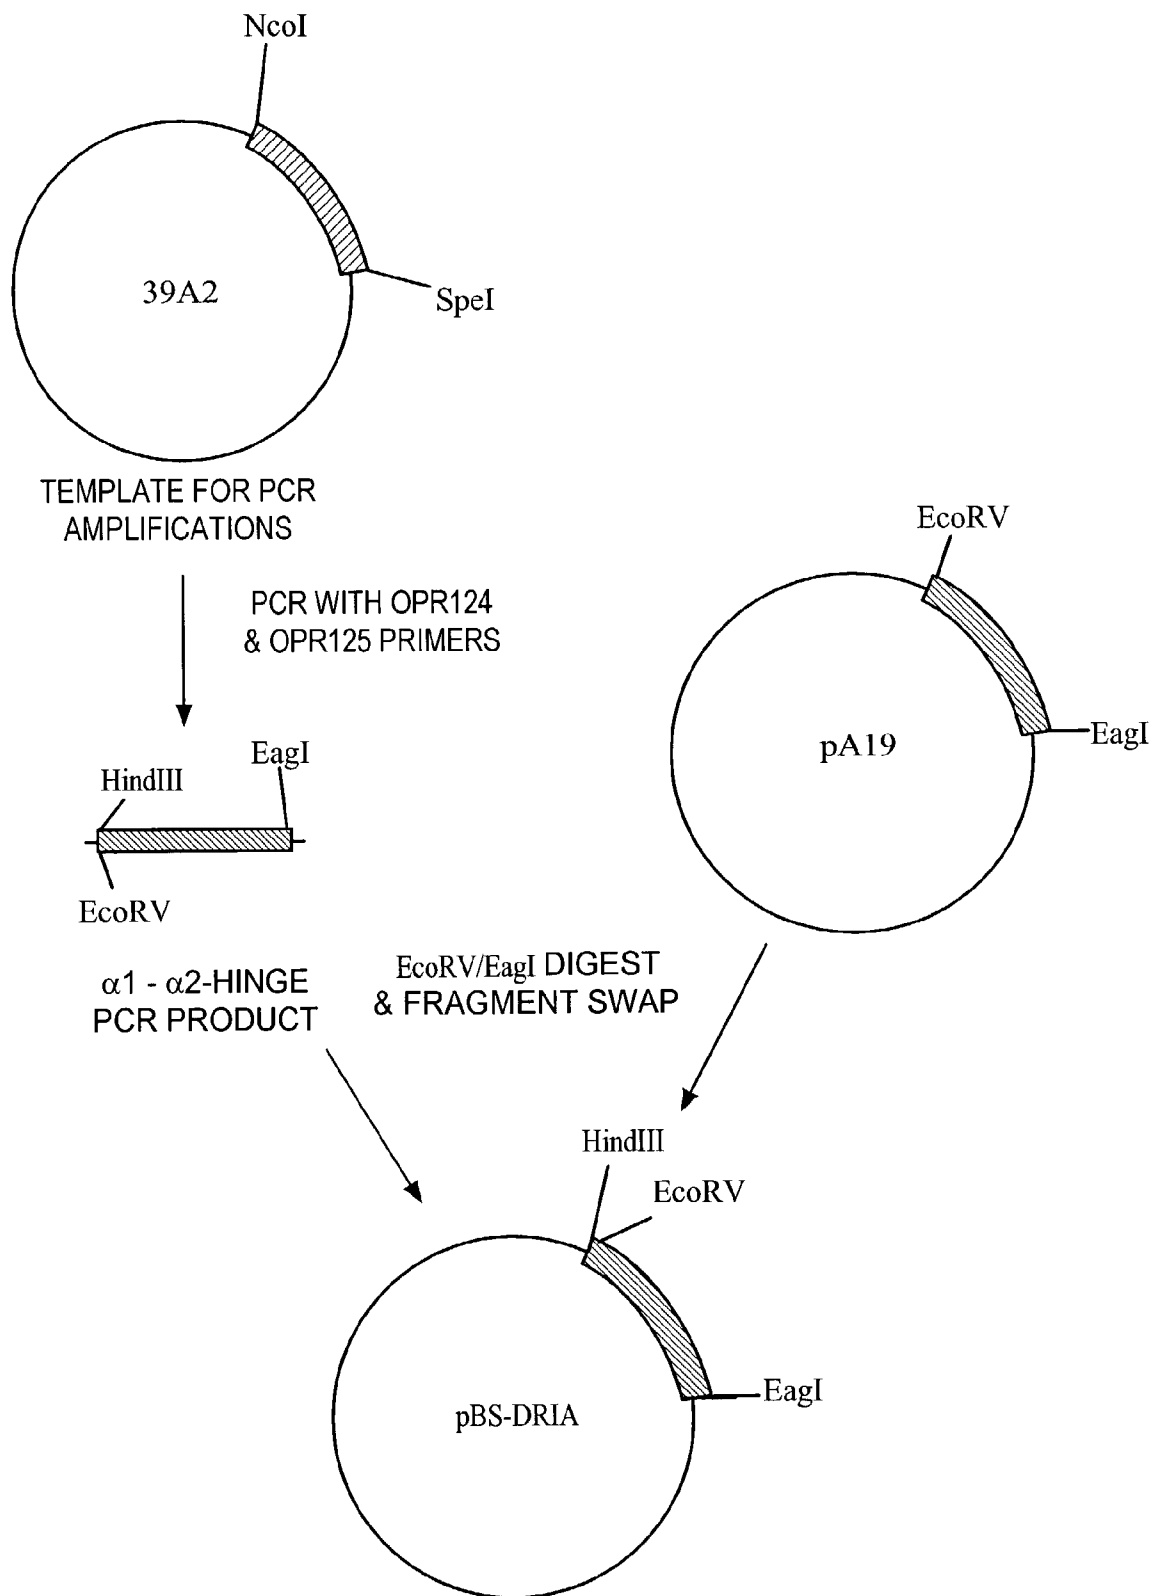 NcoI
39A2
SpeI
TEMPLATE FOR PCR
AMPLIFICATIONS
PCR WITH OPR124
& OPR125 PRIMERS
EcoRV
EagI
pA19
HindIII
EagI
EcoRV
α1 - α2-HINGE
PCR PRODUCT
EcoRV/EagI DIGEST
& FRAGMENT SWAP
HindIII
EcoRV
EagI
pBS-DRIA